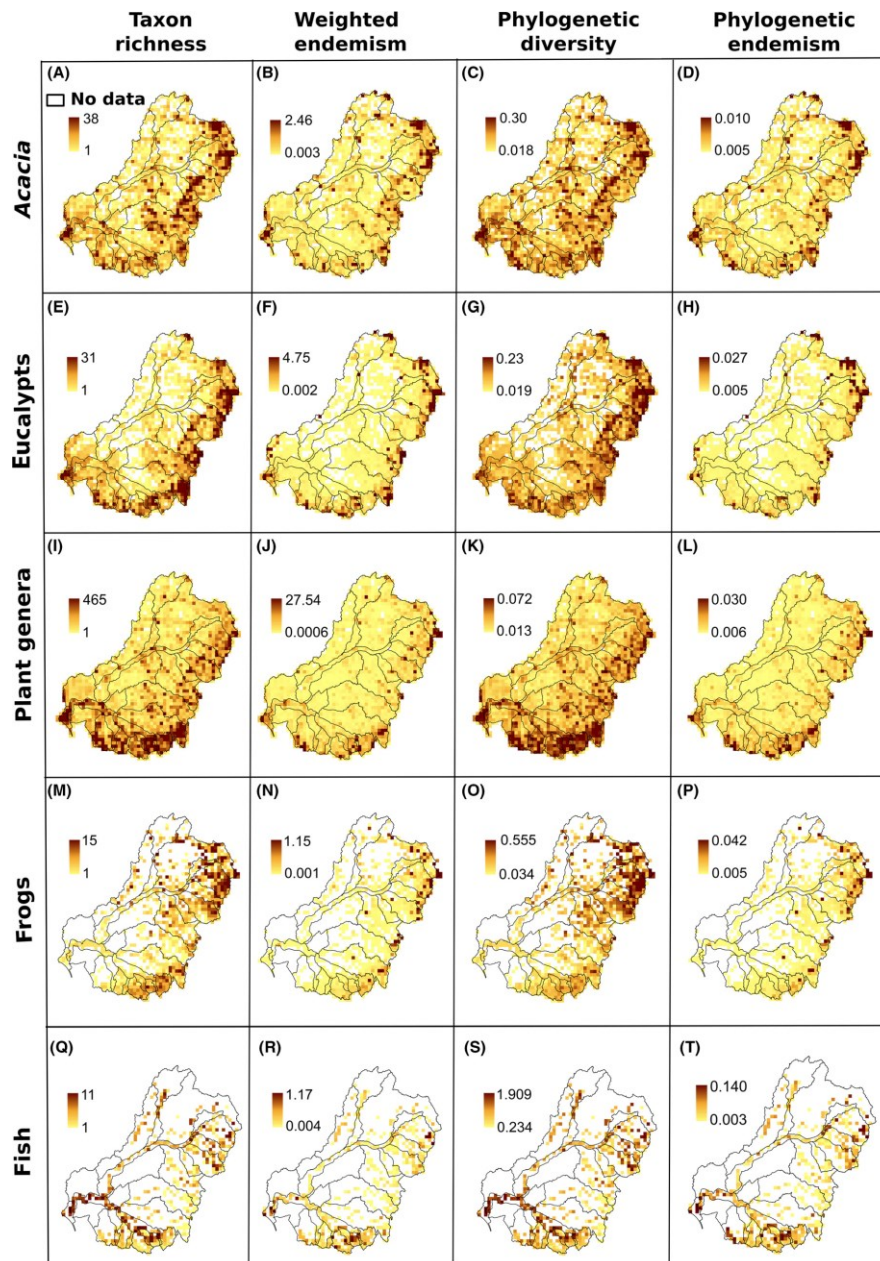 Taxon richness
Weighted endemism
Phylogenetic diversity
Phylogenetic endemism
Acacia
(A)
No data
38
1
(B)
2.46
0.003
(C)
0.30
0.018
(D)
0.010
0.005
Eucalypts
(E)
31
1
(F)
4.75
0.002
(G)
0.23
0.019
(H)
0.027
0.005
Plant genera
(I)
465
1
(J)
27.54
0.0006
(K)
0.072
0.013
(L)
0.030
0.006
Frogs
(M)
15
1
(N)
1.15
0.001
(O)
0.555
0.034
(P)
0.042
0.005
Fish
(Q)
11
1
(R)
1.17
0.004
(S)
1.909
0.234
(T)
0.140
0.003